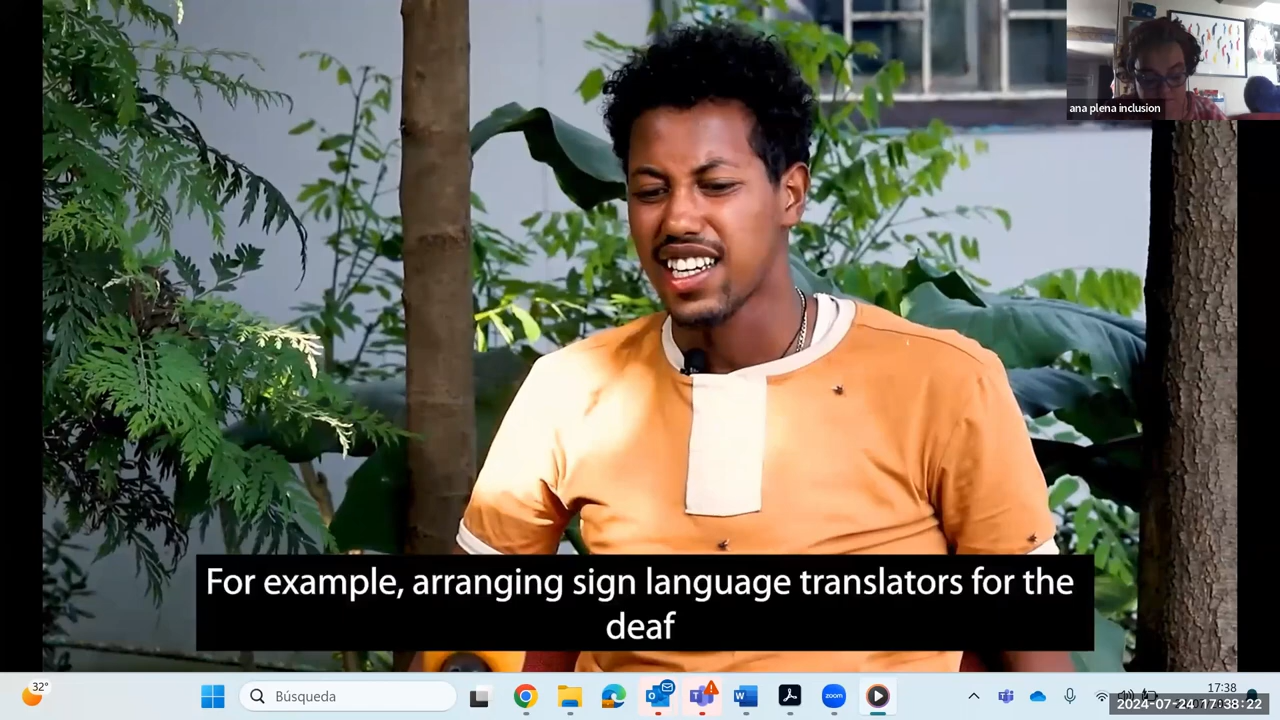 ana plena inclusion
For example, arranging sign language translators for the
deaf
32°
Búsqueda
zoom
17:38
2024-07-24 17:38:22